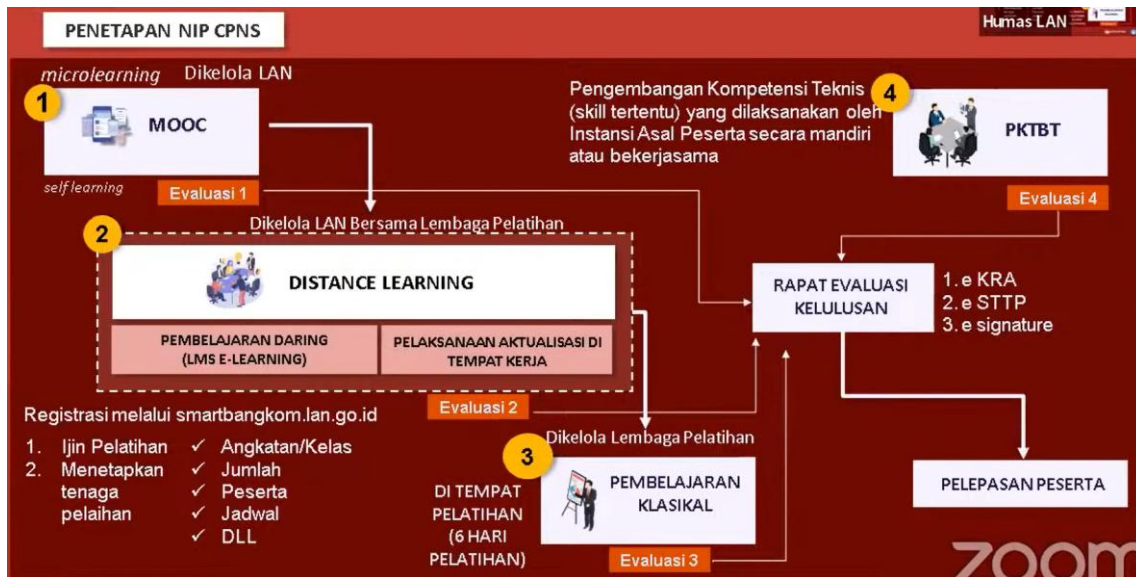 PENETAPAN NIP CPNS
Humas LAN
microlearning Dikelola LAN
1
MOOC
self learning
Evaluasi 1
Pengembangan Kompetensi Teknis
(skill tertentu) yang dilaksanakan oleh
Instansi Asal Peserta secara mandiri
atau bekerjasama
4
PKTBT
Evaluasi 4
2
Dikelola LAN Bersama Lembaga Pelatihan
DISTANCE LEARNING
PEMBELAJARAN DARING
(LMS E-LEARNING)
PELAKSANAAN AKTUALISASI DI
TEMPAT KERJA
Evaluasi 2
RAPAT EVALUASI
KELULUSAN
1. e KRA
2. e STTP
3. e signature
Registrasi melalui smartbangkom.lan.go.id
1. Ijin Pelatihan
2. Menetapkan
tenaga
pelaihan
✓ Angkatan/Kelas
✓ Jumlah
✓ Peserta
✓ Jadwal
✓ DLL
Dikelola Lembaga Pelatihan
3
PEMBELAJARAN
KLASIKAL
DI TEMPAT
PELATIHAN
(6 HARI
PELATIHAN)
Evaluasi 3
PELEPASAN PESERTA
zoom